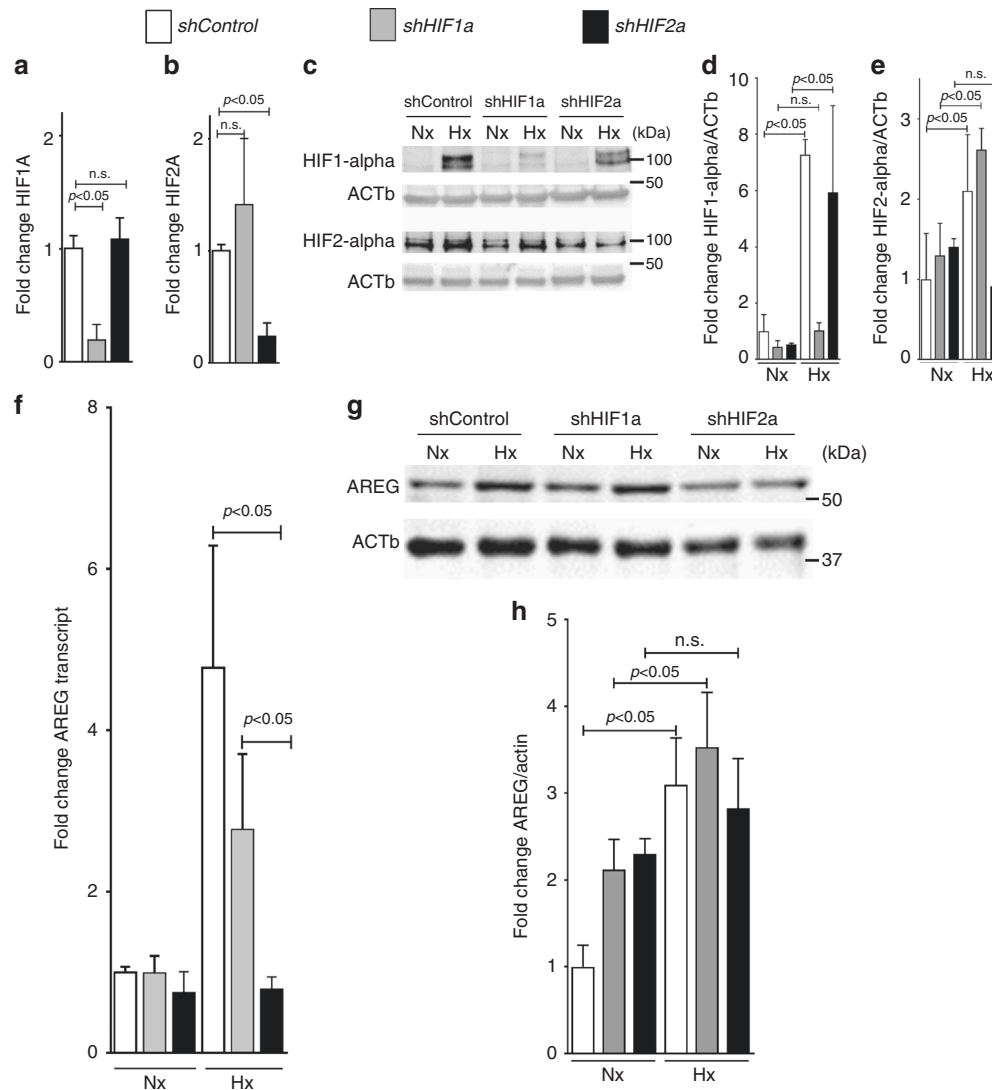 shControl shHIF1a shHIF2a
a
Fold change HIF1A
2
1
0
n.s.
p<0.05
b
Fold change HIF2A
2
1
0
p<0.05
n.s.
c
shControl shHIF1a shHIF2a
Nx Hx Nx Hx Nx Hx (kDa)
HIF1-alpha
100
50
ACTb
HIF2-alpha
100
50
ACTb
d
Fold change HIF1-alpha/ACTb
10
8
6
4
2
0
p<0.05
n.s.
p<0.05
Nx Hx
e
Fold change HIF2-alpha/ACTb
3
2
1
0
n.s.
p<0.05
p<0.05
Nx Hx
f
Fold change AREG transcript
8
6
4
2
0
p<0.05
p<0.05
Nx Hx
g
shControl shHIF1a shHIF2a
Nx Hx Nx Hx Nx Hx (kDa)
AREG
50
ACTb
37
h
Fold change AREG/actin
5
4
3
2
1
0
n.s.
p<0.05
p<0.05
Nx Hx